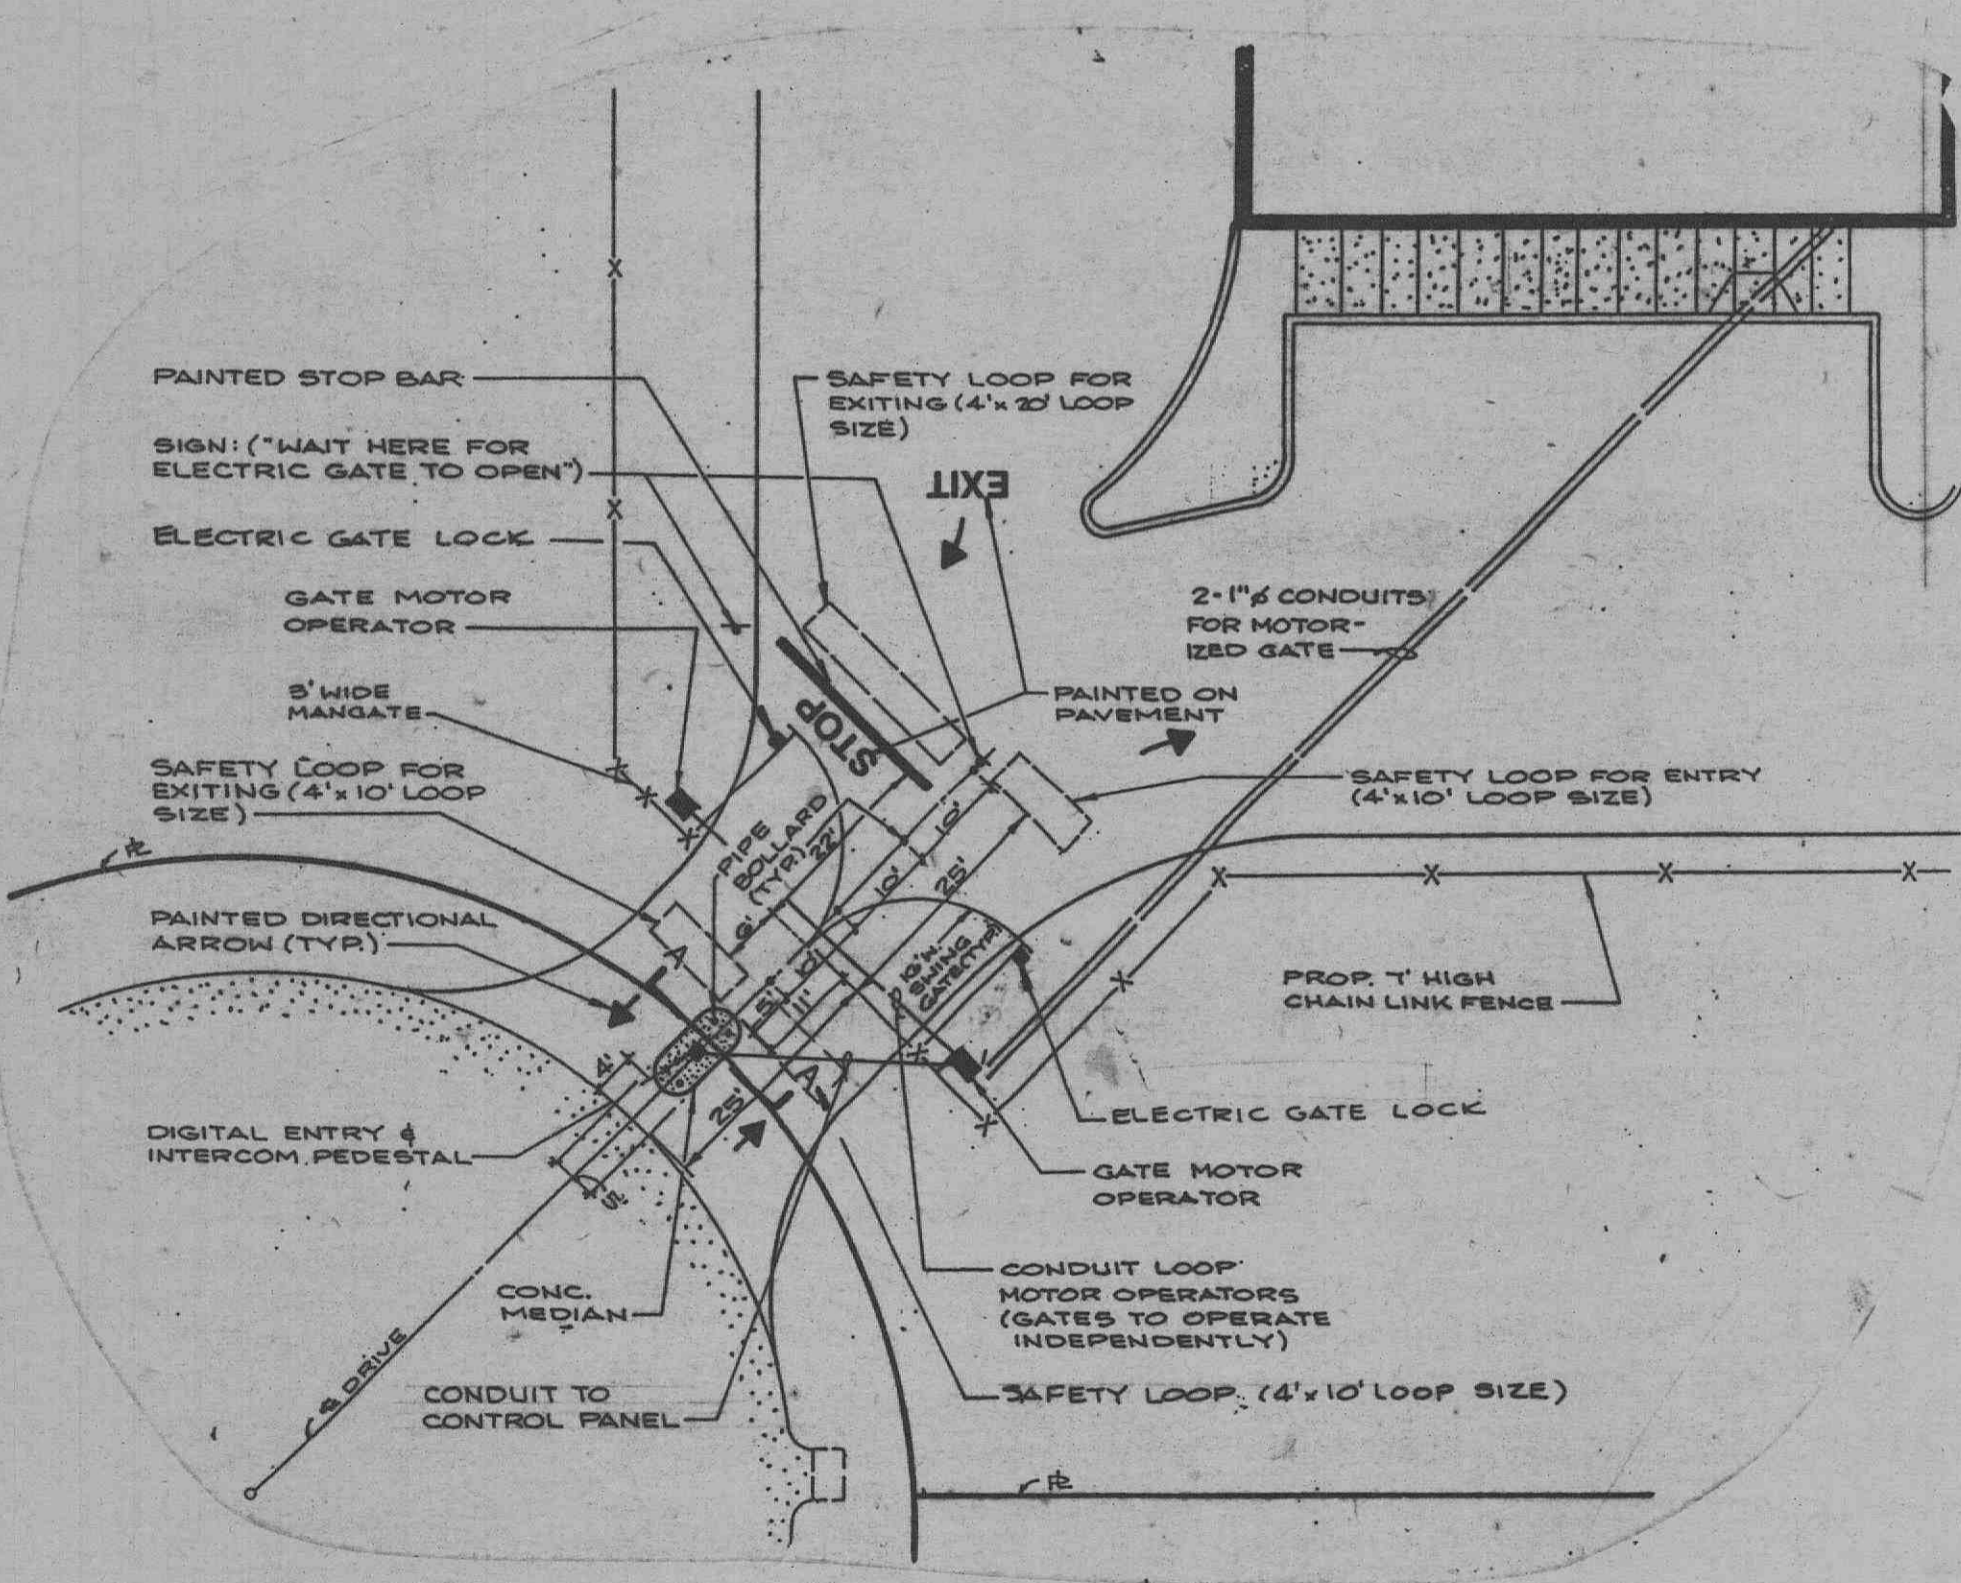 PAINTED STOP BAR
SAFETY LOOP FOR
EXITING (4'x 20' LOOP
SIZE)
SIGN: ("WAIT HERE FOR
ELECTRIC GATE TO OPEN")
EXIT
ELECTRIC GATE LOCK
GATE MOTOR
OPERATOR
2-1"ø CONDUITS
FOR MOTOR-
IZED GATE
3' WIDE
MANGATE
PAINTED ON
PAVEMENT
STOP
SAFETY LOOP FOR
EXITING (4'x 10' LOOP
SIZE)
SAFETY LOOP FOR ENTRY
(4'x10' LOOP SIZE)
PIPE
BOLLARD
(TYP.)
22'
10'
10'
25'
6'
10'
5'
11'
SWING
GATE (TYP.)
PAINTED DIRECTIONAL
ARROW (TYP.)
A
A
PROP. 7' HIGH
CHAIN LINK FENCE
4'
25'
5'
DIGITAL ENTRY &
INTERCOM. PEDESTAL
ELECTRIC GATE LOCK
GATE MOTOR
OPERATOR
CONC.
MEDIAN
CONDUIT LOOP
MOTOR OPERATORS
(GATES TO OPERATE
INDEPENDENTLY)
℄ DRIVE
CONDUIT TO
CONTROL PANEL
SAFETY LOOP. (4'x10' LOOP SIZE)